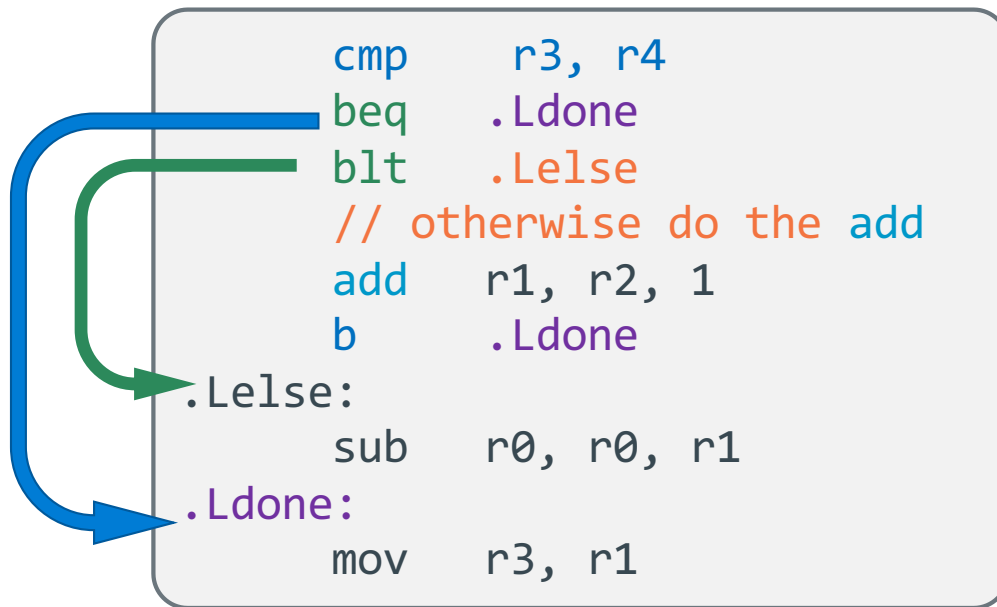 cmp r3, r4
beq .Ldone
blt .Lelse
// otherwise do the add
add r1, r2, 1
b .Ldone
.Lelse:
sub r0, r0, r1
.Ldone:
mov r3, r1